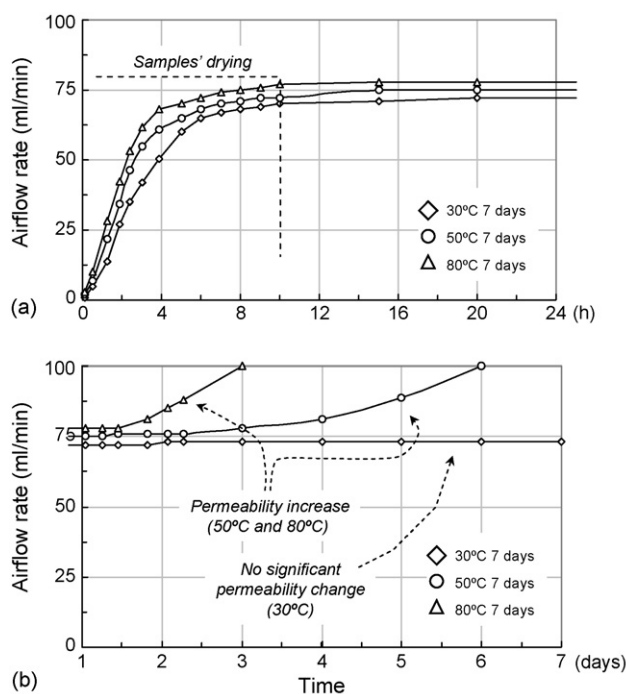 100
Samples' drying
75
50
25
0
Airflow rate (ml/min)
30ºC 7 days
50ºC 7 days
80ºC 7 days
0 4 8 12 16 20 24 (h)
(a)
100
75
50
25
0
Airflow rate (ml/min)
Permeability increase
(50ºC and 80ºC)
No significant
permeability change
(30ºC)
30ºC 7 days
50ºC 7 days
80ºC 7 days
1 2 3 4 5 6 7 (days)
(b)
Time